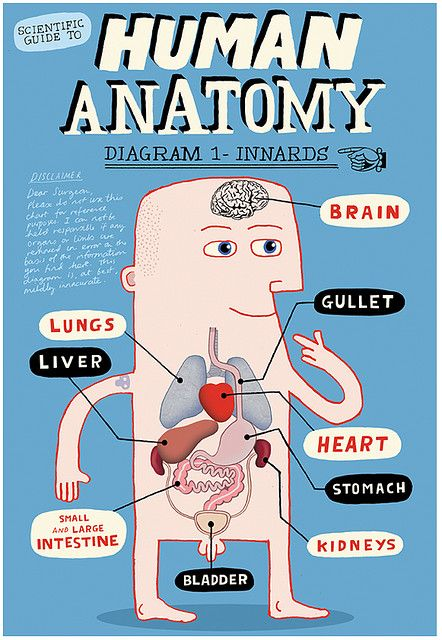 SCIENTIFIC
GUIDE TO
HUMAN
ANATOMY
DIAGRAM 1- INNARDS
DISCLAIMER
Dear Surgeon,
Please do not use this
chart for reference
purposes. I can not be
held responsible if any
organs or limbs are
removed in error on the
basis of the information
you find here. This
diagram is, at best,
mildly inaccurate.
BRAIN
GULLET
LUNGS
LIVER
HEART
STOMACH
SMALL
AND LARGE
INTESTINE
KIDNEYS
BLADDER